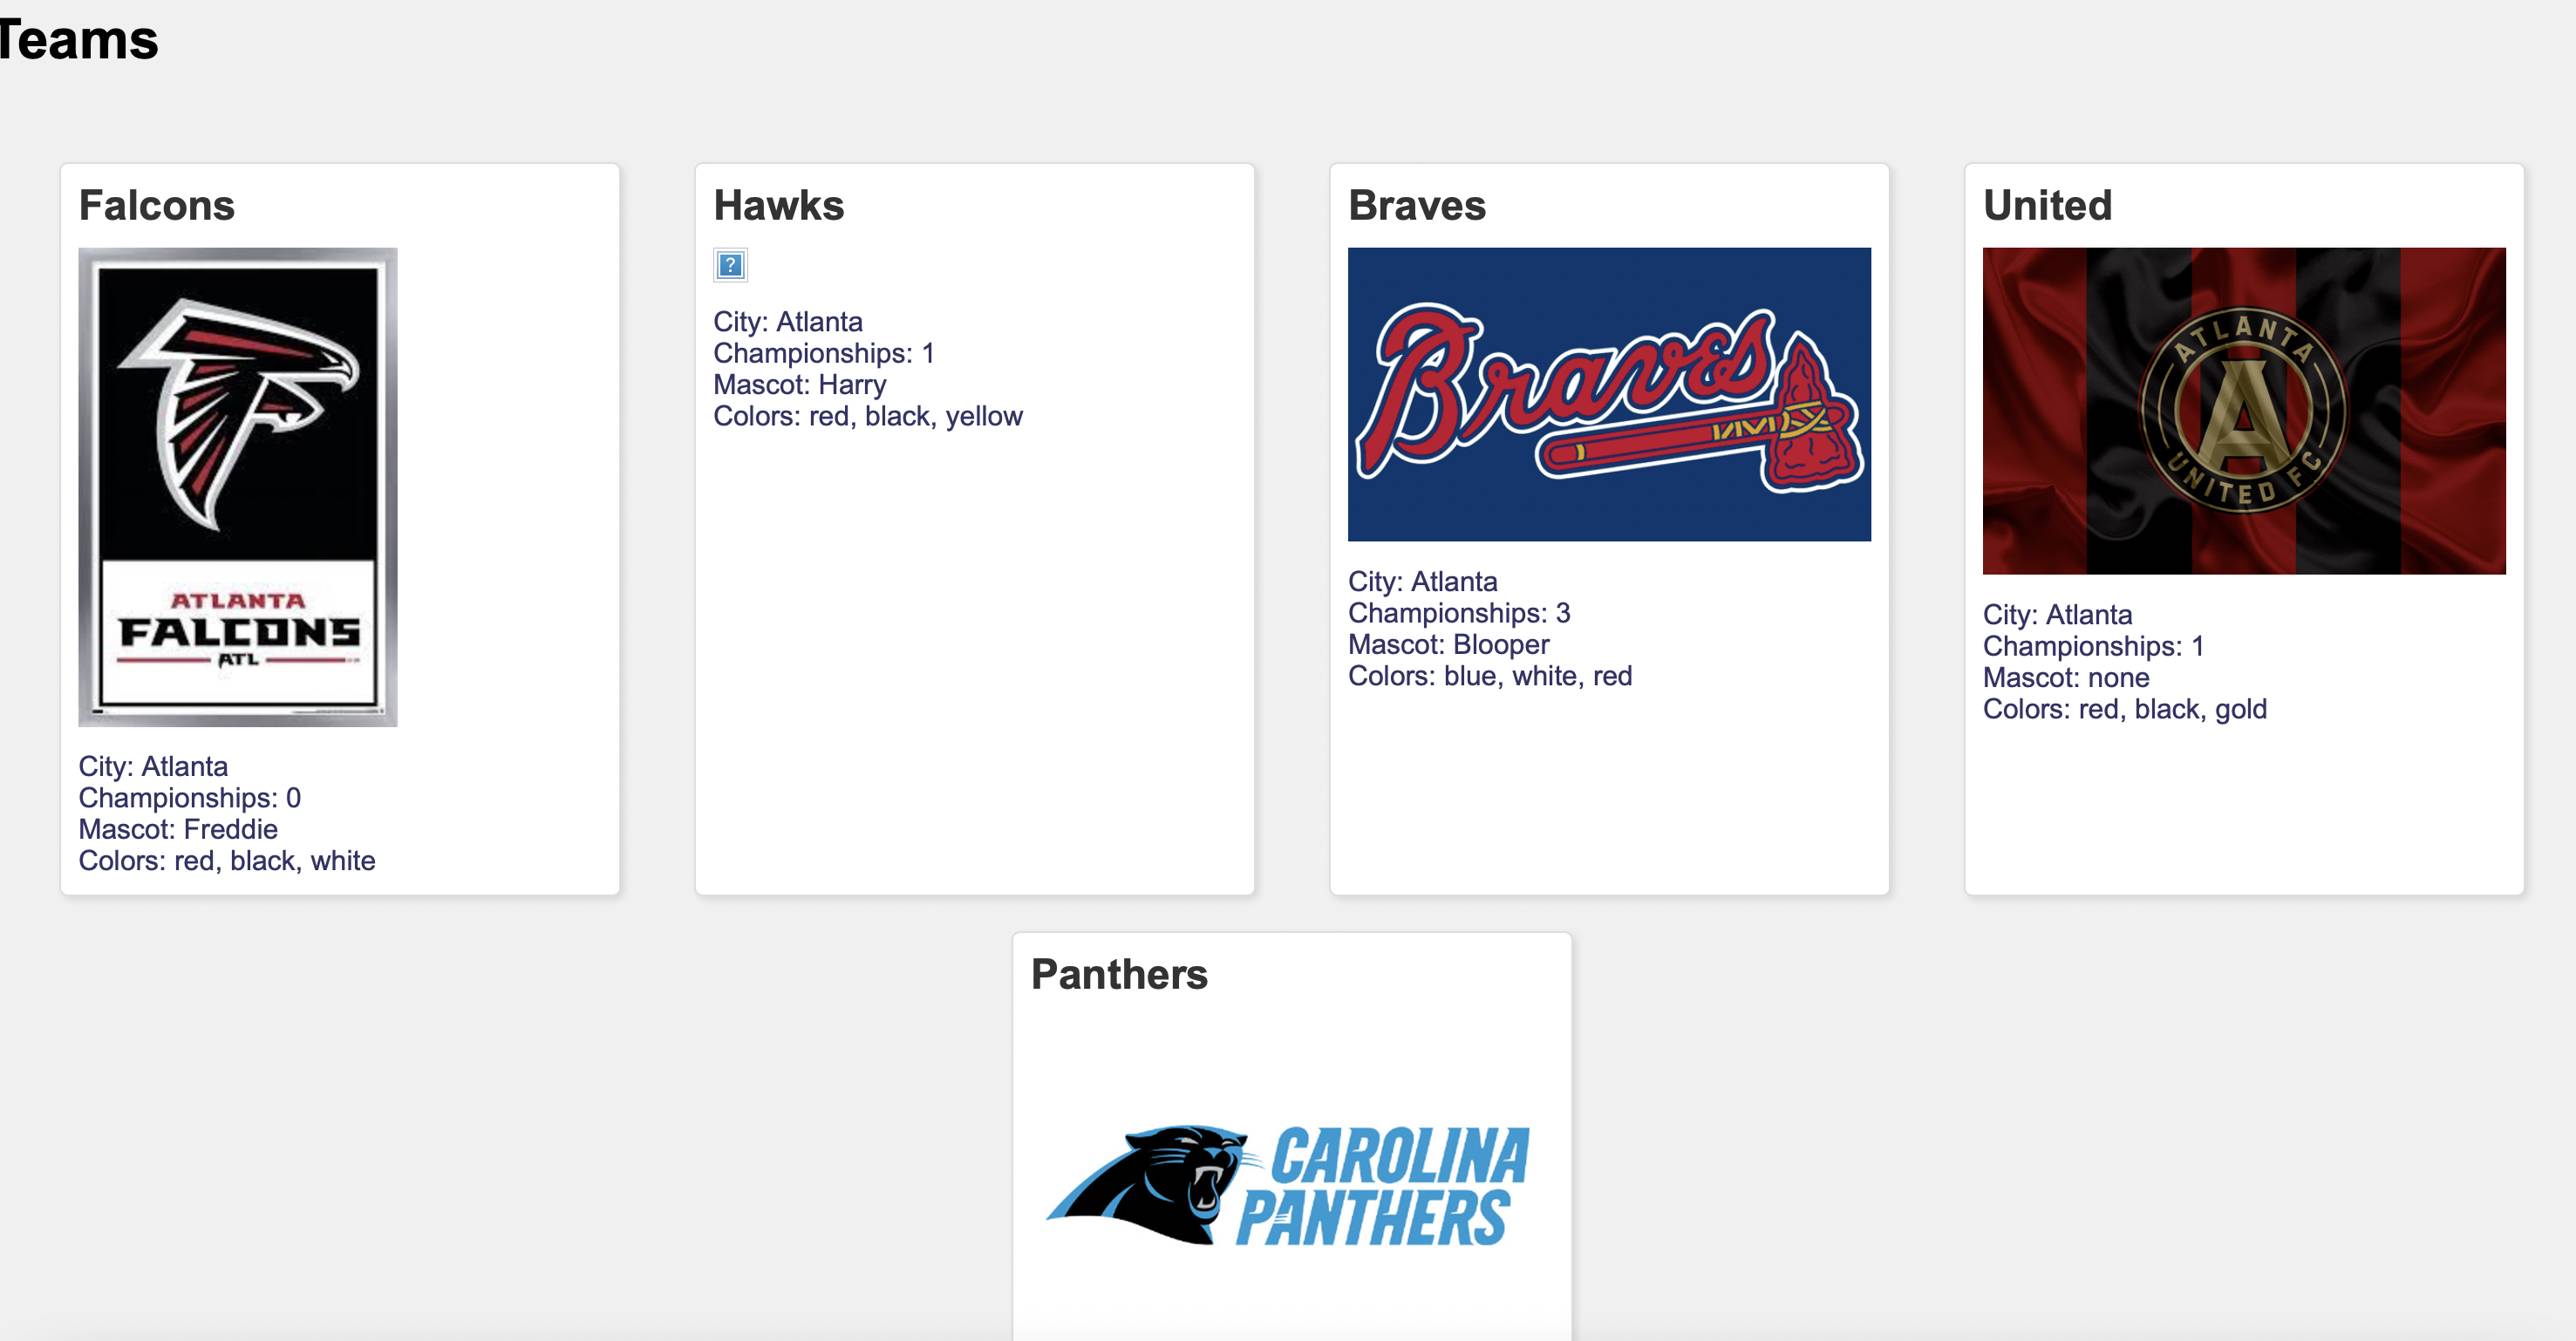 Teams
Falcons
ATLANTA
FALCONS
ATL
City: Atlanta
Championships: 0
Mascot: Freddie
Colors: red, black, white
Hawks
?
City: Atlanta
Championships: 1
Mascot: Harry
Colors: red, black, yellow
Braves
Braves
City: Atlanta
Championships: 3
Mascot: Blooper
Colors: blue, white, red
United
ATLANTA
A
UNITED FC
City: Atlanta
Championships: 1
Mascot: none
Colors: red, black, gold
Panthers
CAROLINA
PANTHERS